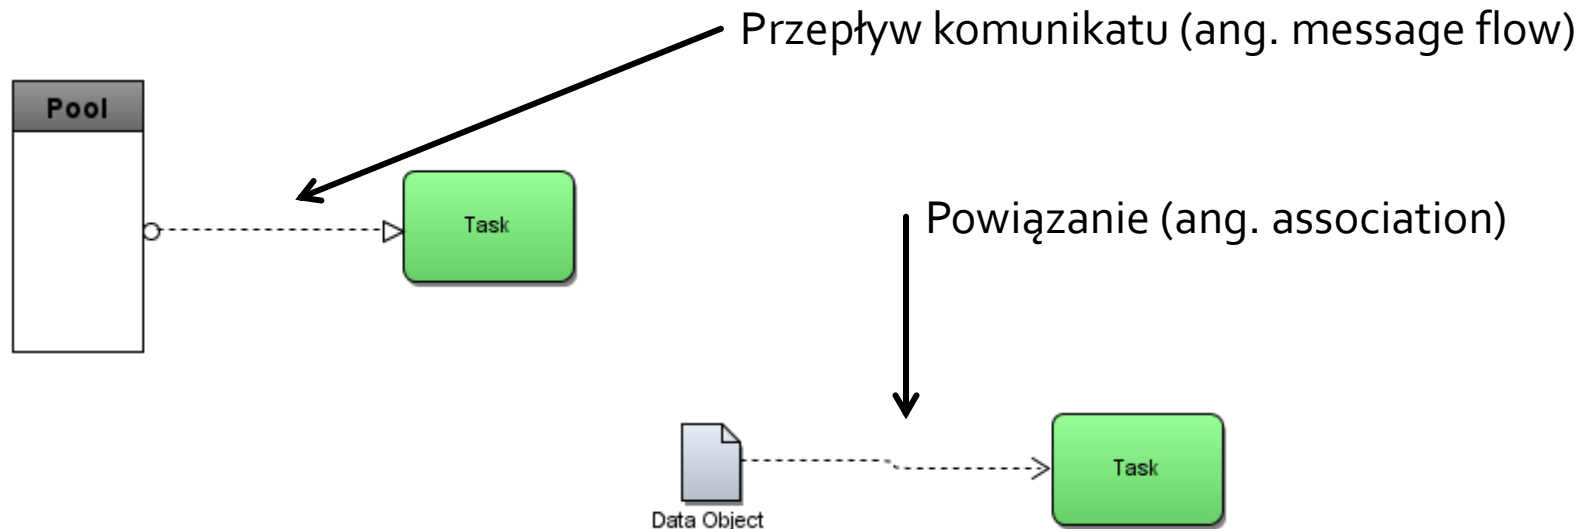 Przepływ komunikatu (ang. message flow)
Pool
Task
Powiązanie (ang. association)
Task
Data Object